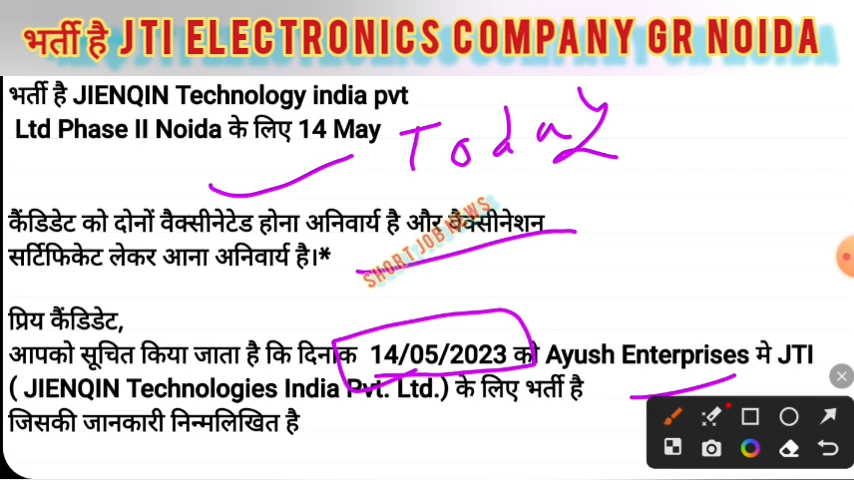 भर्ती है JTI ELECTRONICS COMPANY GR NOIDA
भर्ती है JIENQIN Technology india pvt
Ltd Phase II Noida के लिए 14 May
Today
कैंडिडेट को दोनों वैक्सीनेटेड होना अनिवार्य है और वैक्सीनेशन
सर्टिफिकेट लेकर आना अनिवार्य है।*
SHORT JOB NEWS
प्रिय कैंडिडेट,
आपको सूचित किया जाता है कि दिनांक 14/05/2023 को Ayush Enterprises मे JTI
( JIENQIN Technologies India Pvt. Ltd.) के लिए भर्ती है
जिसकी जानकारी निन्मलिखित है